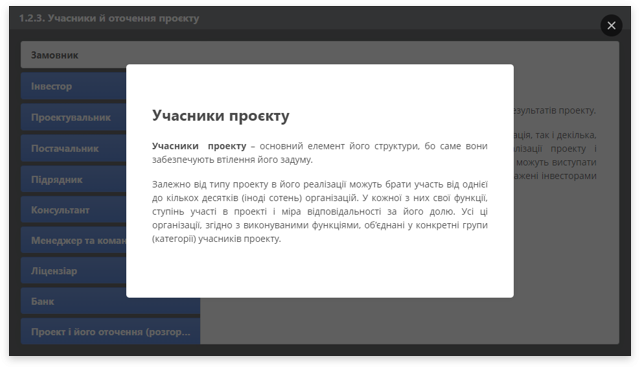 1.2.3. Учасники й оточення проєкту
Замовник
Інвестор
Проектувальник
Постачальник
Підрядник
Консультант
Менеджер та коман
Ліцензіар
Банк
Проект і його оточення (розгор...
результатів проекту.
ація, так і декілька,
алізації проекту і
можуть виступати
ажені інвесторами
Учасники проєкту
Учасники проекту – основний елемент його структури, бо саме вони
забезпечують втілення його задуму.
Залежно від типу проекту в його реалізації можуть брати участь від однієї
до кількох десятків (іноді сотень) організацій. У кожної з них свої функції,
ступінь участі в проекті і міра відповідальності за його долю. Усі ці
організації, згідно з виконуваними функціями, об'єднані у конкретні групи
(категорії) учасників проекту.